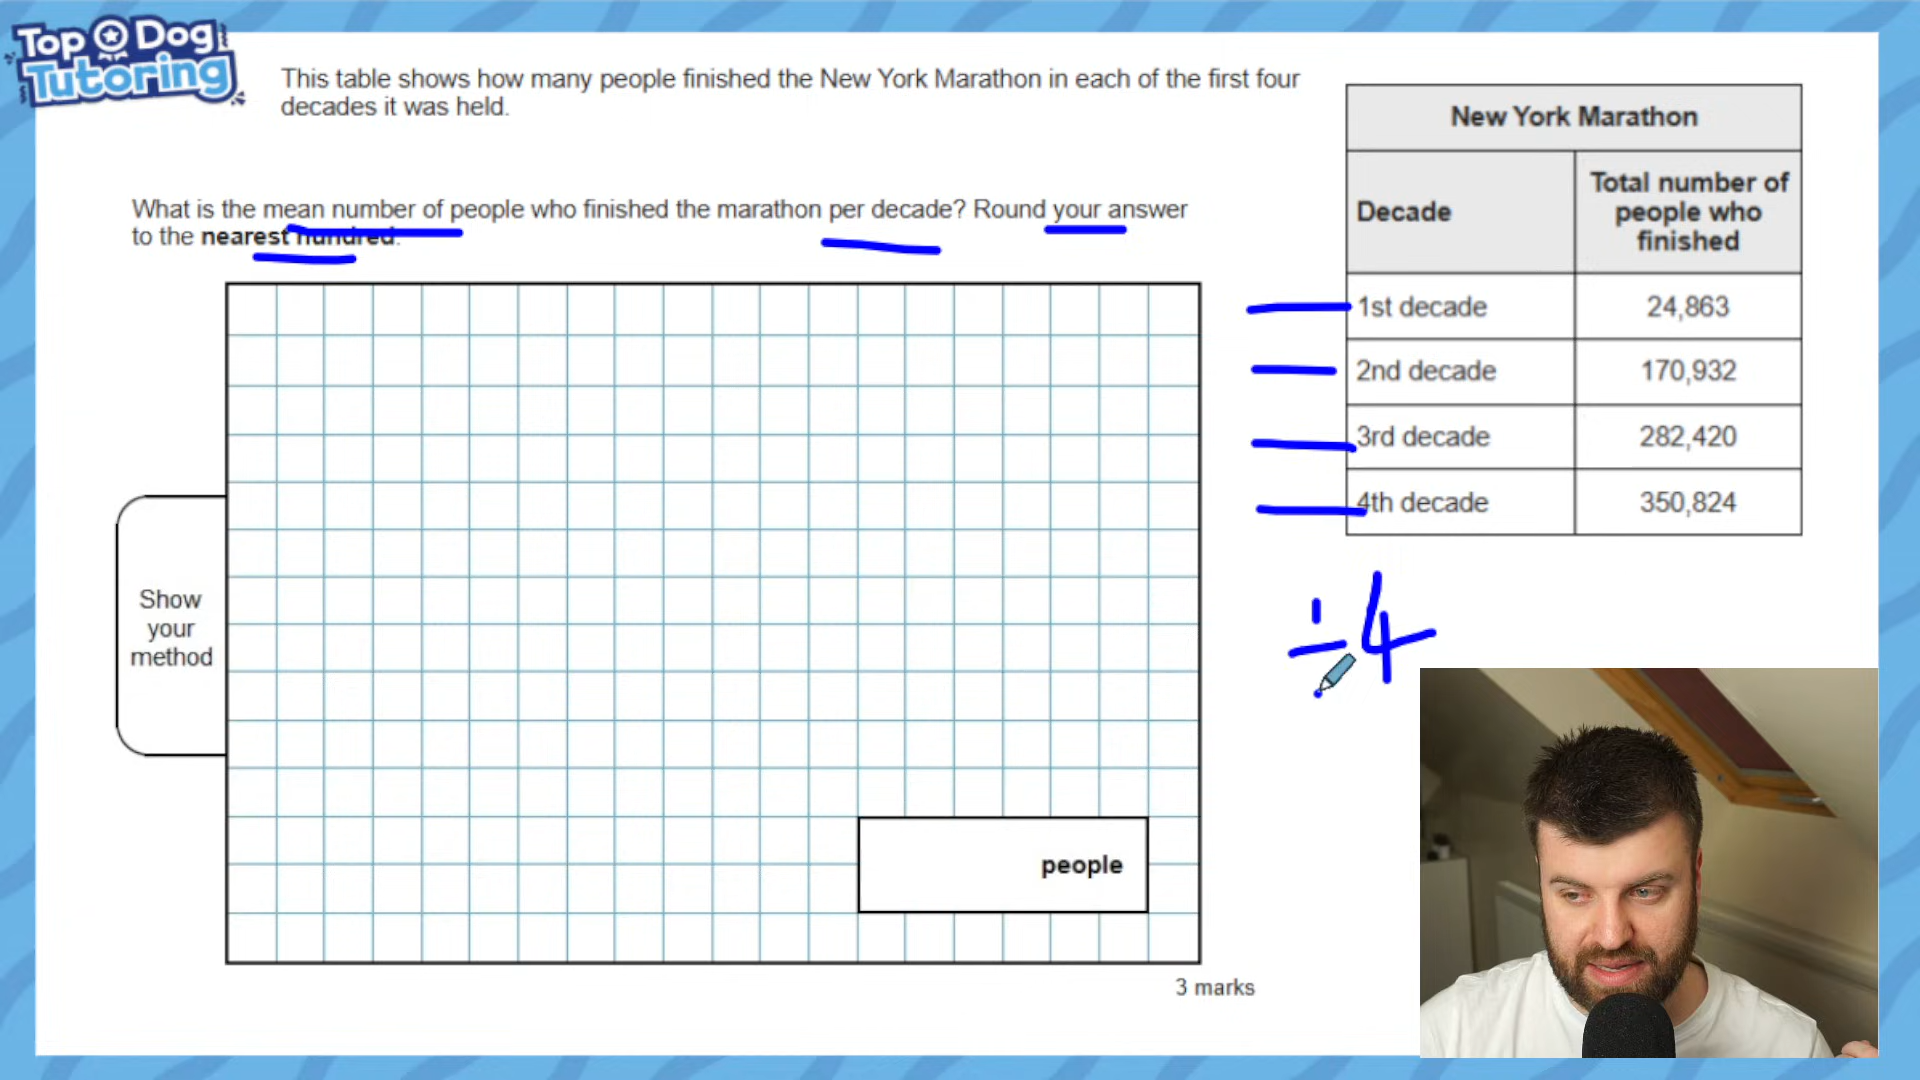 Top Dog
Tutoring
This table shows how many people finished the New York Marathon in each of the first four
decades it was held.
What is the mean number of people who finished the marathon per decade? Round your answer
to the nearest hundred.
New York Marathon
Decade
Total number of
people who
finished
1st decade 24,863
2nd decade 170,932
3rd decade 282,420
4th decade 350,824
÷4
Show
your
method
people
3 marks